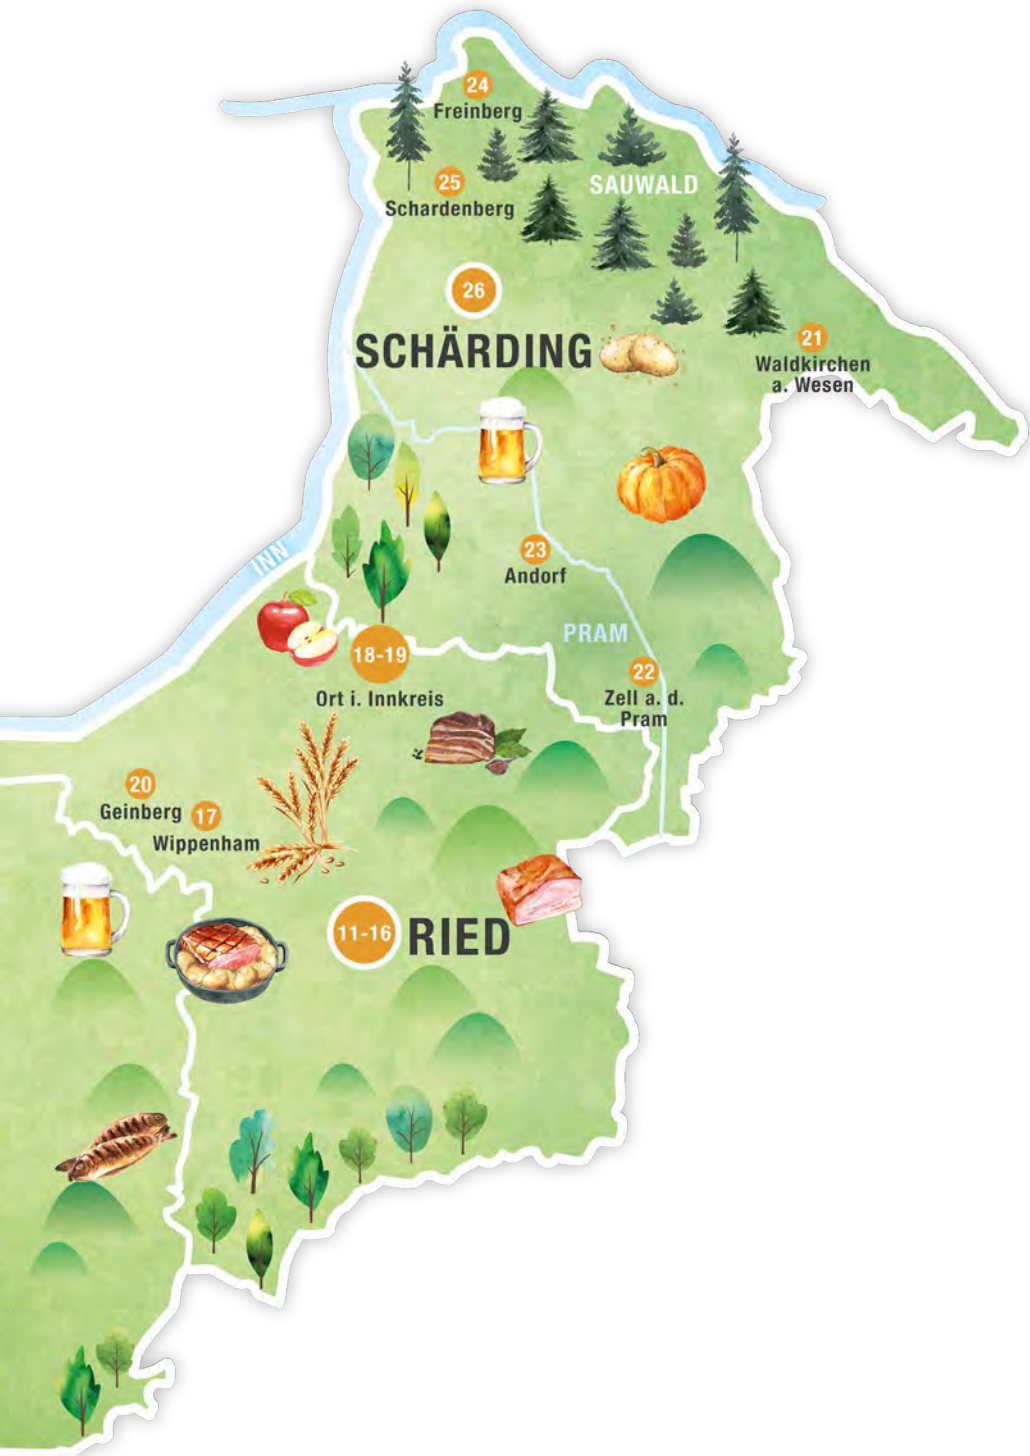 24
Freinberg
SAUWALD
25
Schardenberg
26
SCHÄRDING
21
Waldkirchen
a. Wesen
INN
23
Andorf
PRAM
18-19
Ort i. Innkreis
22
Zell a. d.
Pram
20
Geinberg
17
Wippenham
11-16
RIED